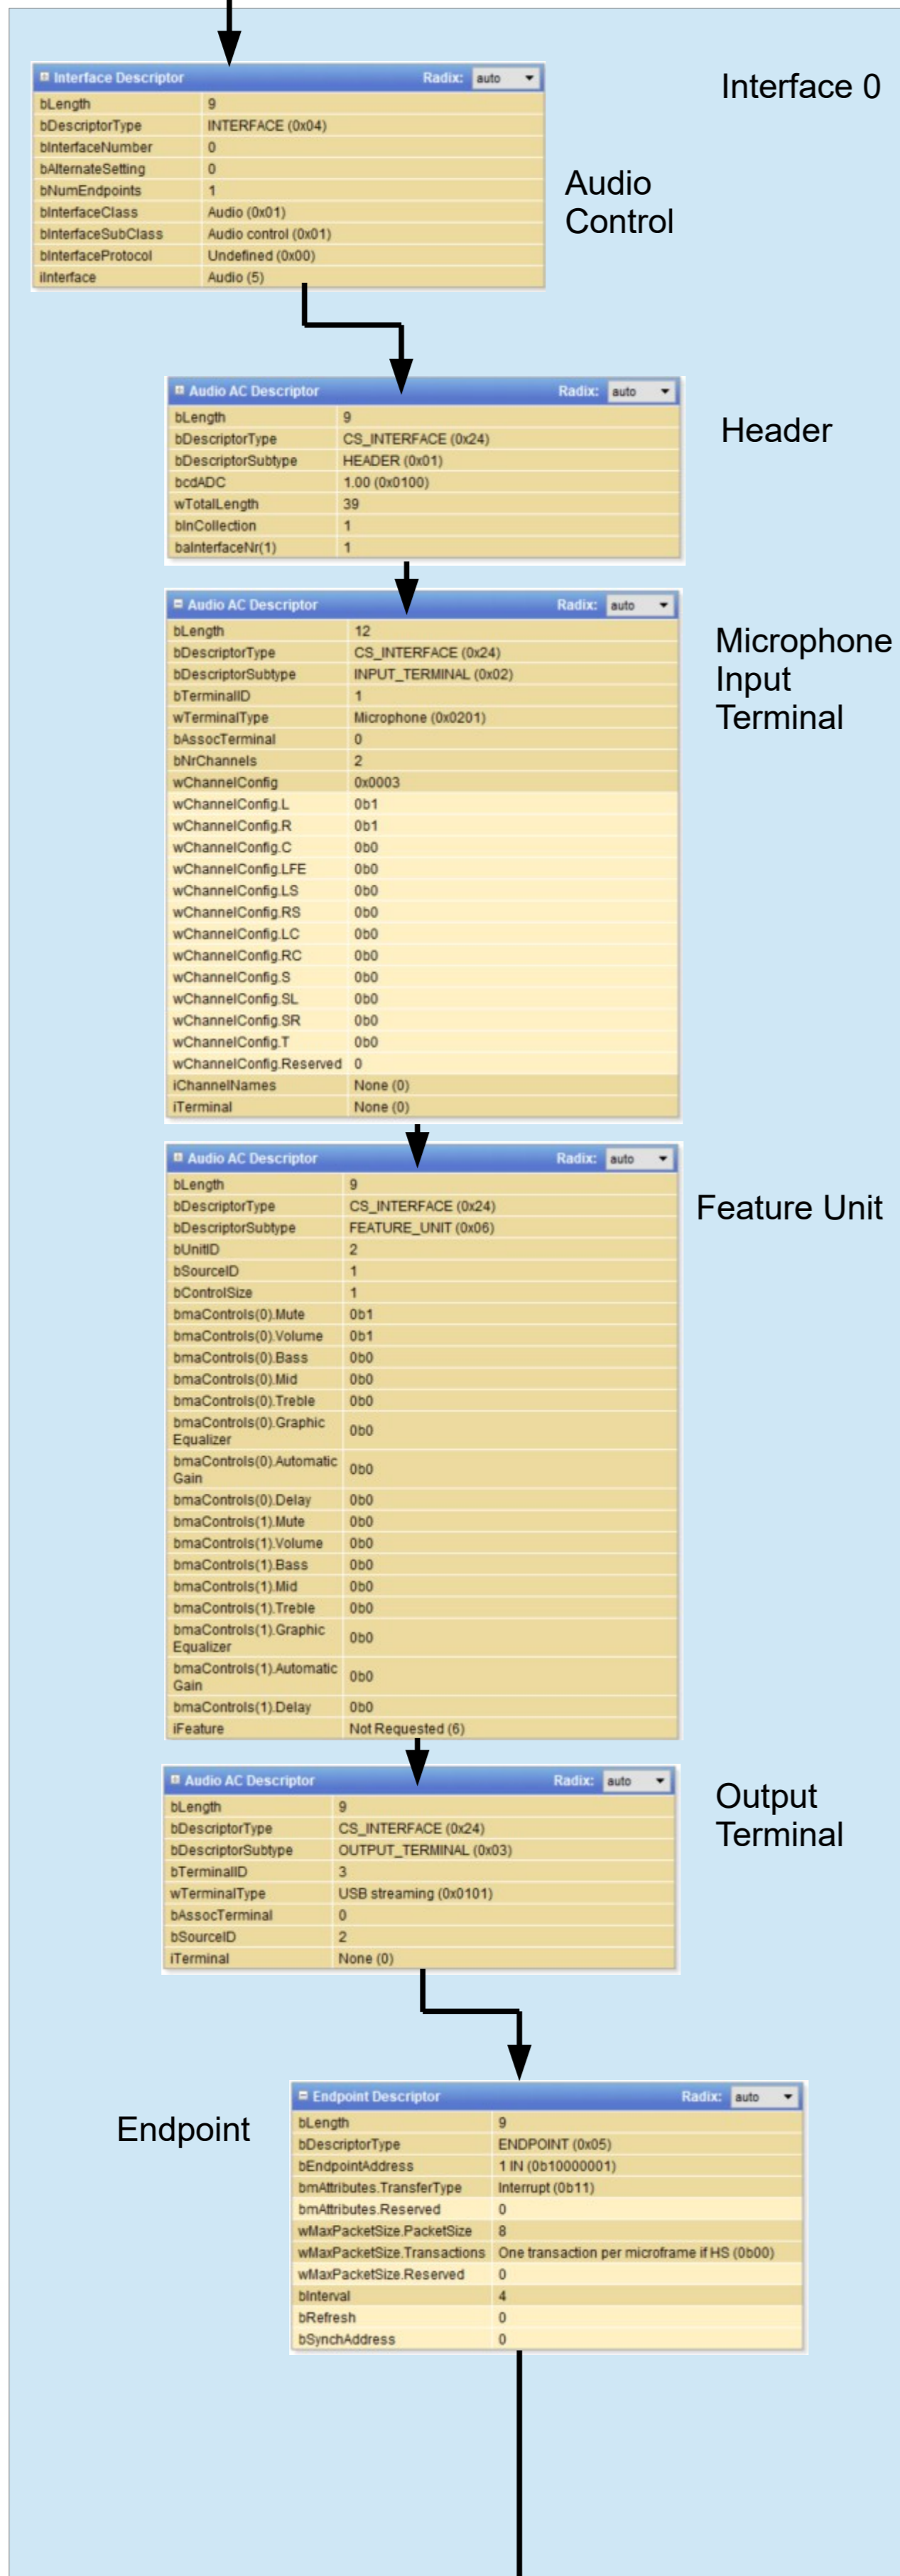 Interface Descriptor Radix: auto
bLength 9
bDescriptorType INTERFACE (0x04)
bInterfaceNumber 0
bAlternateSetting 0
bNumEndpoints 1
bInterfaceClass Audio (0x01)
bInterfaceSubClass Audio control (0x01)
bInterfaceProtocol Undefined (0x00)
iInterface Audio (5)
Interface 0
Audio
Control
Audio AC Descriptor Radix: auto
bLength 9
bDescriptorType CS_INTERFACE (0x24)
bDescriptorSubtype HEADER (0x01)
bcdADC 1.00 (0x0100)
wTotalLength 39
bInCollection 1
baInterfaceNr(1) 1
Header
Audio AC Descriptor Radix: auto
bLength 12
bDescriptorType CS_INTERFACE (0x24)
bDescriptorSubtype INPUT_TERMINAL (0x02)
bTerminalID 1
wTerminalType Microphone (0x0201)
bAssocTerminal 0
bNrChannels 2
wChannelConfig 0x0003
wChannelConfig.L 0b1
wChannelConfig.R 0b1
wChannelConfig.C 0b0
wChannelConfig.LFE 0b0
wChannelConfig.LS 0b0
wChannelConfig.RS 0b0
wChannelConfig.LC 0b0
wChannelConfig.RC 0b0
wChannelConfig.S 0b0
wChannelConfig.SL 0b0
wChannelConfig.SR 0b0
wChannelConfig.T 0b0
wChannelConfig.Reserved 0
iChannelNames None (0)
iTerminal None (0)
Microphone
Input
Terminal
Audio AC Descriptor Radix: auto
bLength 9
bDescriptorType CS_INTERFACE (0x24)
bDescriptorSubtype FEATURE_UNIT (0x06)
bUnitID 2
bSourceID 1
bControlSize 1
bmaControls(0).Mute 0b1
bmaControls(0).Volume 0b1
bmaControls(0).Bass 0b0
bmaControls(0).Mid 0b0
bmaControls(0).Treble 0b0
bmaControls(0).Graphic
Equalizer 0b0
bmaControls(0).Automatic
Gain 0b0
bmaControls(0).Delay 0b0
bmaControls(1).Mute 0b0
bmaControls(1).Volume 0b0
bmaControls(1).Bass 0b0
bmaControls(1).Mid 0b0
bmaControls(1).Treble 0b0
bmaControls(1).Graphic
Equalizer 0b0
bmaControls(1).Automatic
Gain 0b0
bmaControls(1).Delay 0b0
iFeature Not Requested (6)
Feature Unit
Audio AC Descriptor Radix: auto
bLength 9
bDescriptorType CS_INTERFACE (0x24)
bDescriptorSubtype OUTPUT_TERMINAL (0x03)
bTerminalID 3
wTerminalType USB streaming (0x0101)
bAssocTerminal 0
bSourceID 2
iTerminal None (0)
Output
Terminal
Endpoint
Endpoint Descriptor Radix: auto
bLength 9
bDescriptorType ENDPOINT (0x05)
bEndpointAddress 1 IN (0b10000001)
bmAttributes.TransferType Interrupt (0b11)
bmAttributes.Reserved 0
wMaxPacketSize.PacketSize 8
wMaxPacketSize.Transactions One transaction per microframe if HS (0b00)
wMaxPacketSize.Reserved 0
bInterval 4
bRefresh 0
bSynchAddress 0